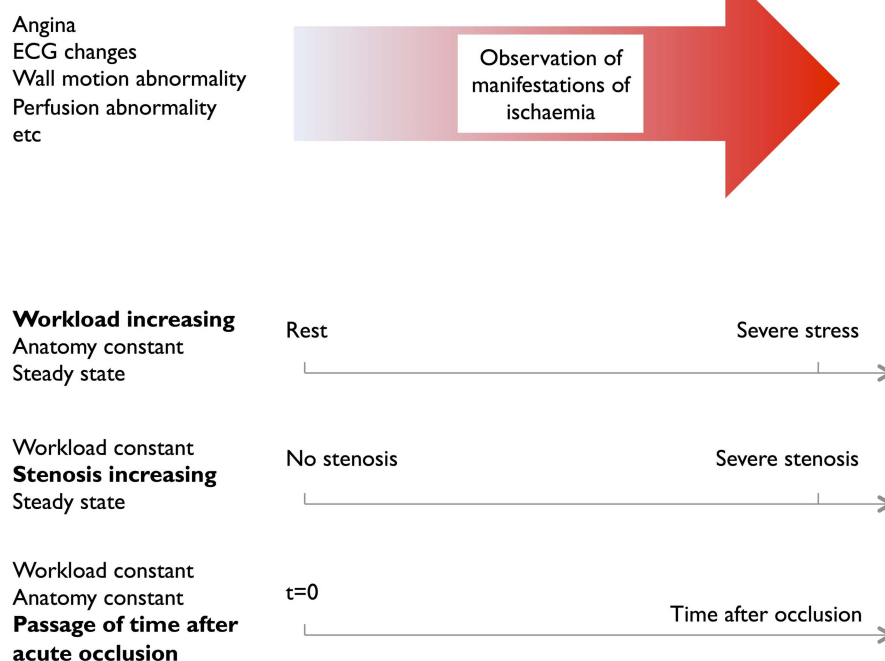 Angina
ECG changes
Wall motion abnormality
Perfusion abnormality
etc
Observation of
manifestations of
ischaemia
Workload increasing
Anatomy constant
Steady state
Rest
Severe stress
Workload constant
Stenosis increasing
Steady state
No stenosis
Severe stenosis
Workload constant
Anatomy constant
Passage of time after
acute occlusion
t=0
Time after occlusion